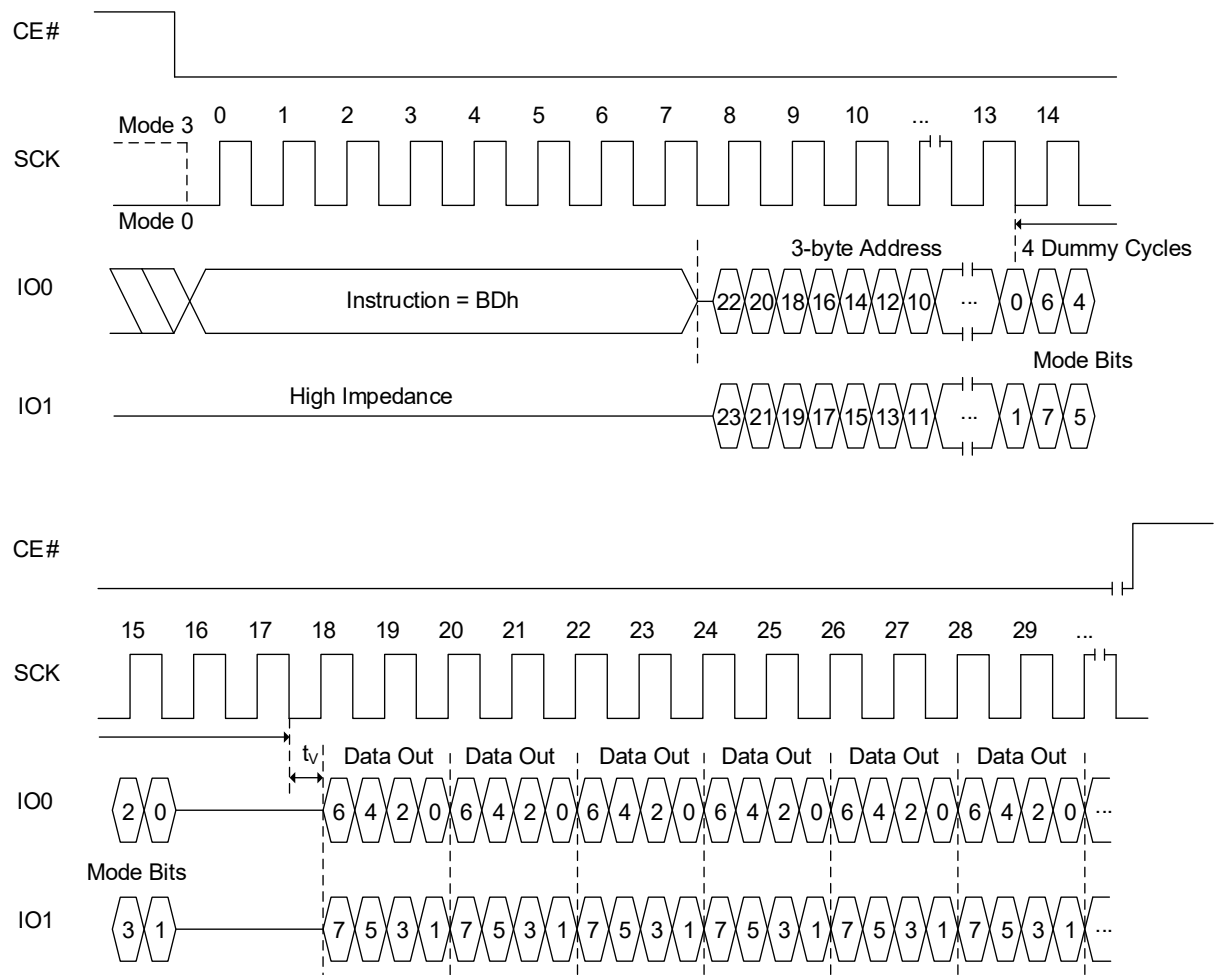 CE#
0 1 2 3 4 5 6 7 8 9 10 ... 13 14
Mode 3
SCK
Mode 0
3-byte Address 4 Dummy Cycles
IO0 Instruction = BDh 22 20 18 16 14 12 10 ... 0 6 4
Mode Bits
IO1 High Impedance 23 21 19 17 15 13 11 ... 1 7 5
CE#
15 16 17 18 19 20 21 22 23 24 25 26 27 28 29 ...
SCK
tV Data Out Data Out Data Out Data Out Data Out Data Out
IO0 2 0 6 4 2 0 6 4 2 0 6 4 2 0 6 4 2 0 6 4 2 0 6 4 2 0 ...
Mode Bits
IO1 3 1 7 5 3 1 7 5 3 1 7 5 3 1 7 5 3 1 7 5 3 1 7 5 3 1 ...